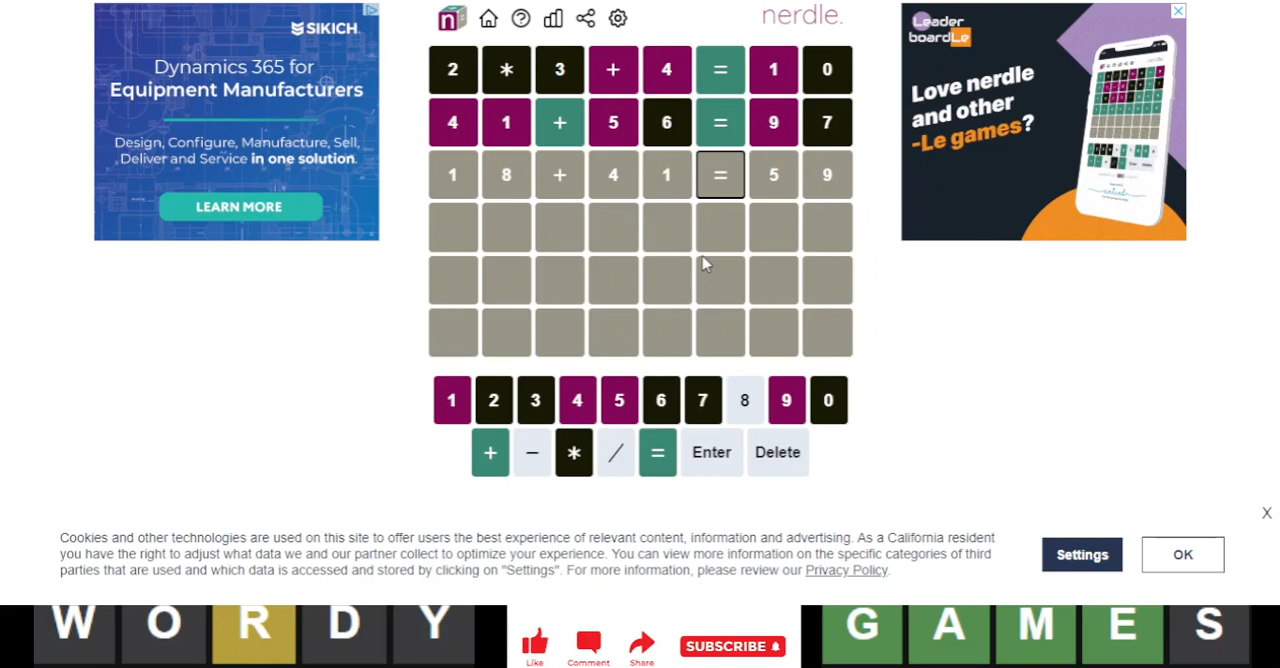 SIKICH.
Dynamics 365 for
Equipment Manufacturers
Design, Configure, Manufacture, Sell,
Deliver and Service in one solution.
LEARN MORE
n
nerdle.
2 * 3 + 4 = 1 0
4 1 + 5 6 = 9 7
1 8 + 4 1 = 5 9
1 2 3 4 5 6 7 8 9 0
+ − * / = Enter Delete
Leader
boardLe
Love nerdle
and other
-Le games?
Cookies and other technologies are used on this site to offer users the best experience of relevant content, information and advertising. As a California resident
you have the right to adjust what data we and our partner collect to optimize your experience. You can view more information on the specific categories of third
parties that are used and which data is accessed and stored by clicking on "Settings". For more information, please review our Privacy Policy.
Settings
OK
X
W O R D Y
Like
Comment
Share
SUBSCRIBE
G A M E S